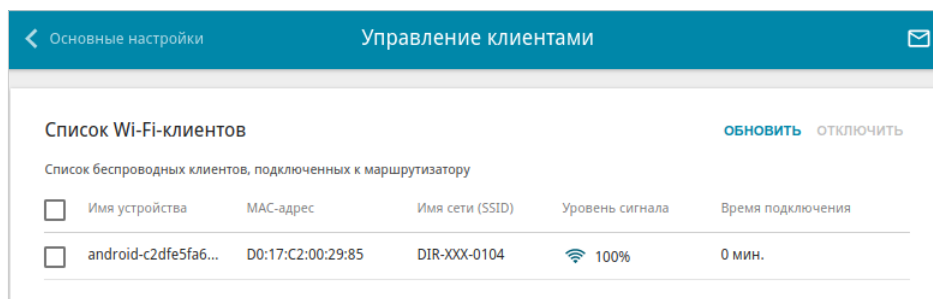 Основные настройки Управление клиентами
Список Wi-Fi-клиентов ОБНОВИТЬ ОТКЛЮЧИТЬ
Список беспроводных клиентов, подключенных к маршрутизатору
Имя устройства MAC-адрес Имя сети (SSID) Уровень сигнала Время подключения
android-c2dfe5fa6... D0:17:C2:00:29:85 DIR-XXX-0104 100% 0 мин.